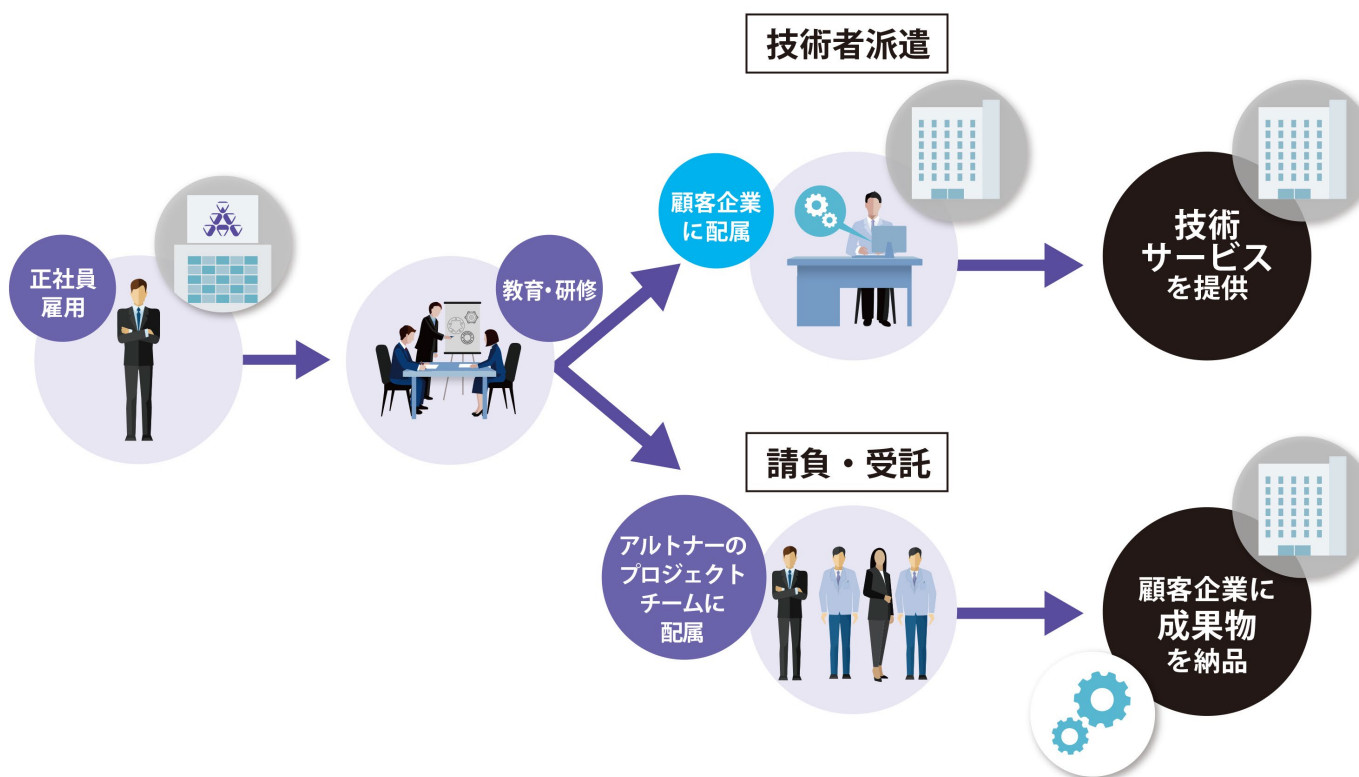 技術者派遣
正社員
雇用
教育・研修
顧客企業
に配属
技術
サービス
を提供
請負・受託
アルトナーの
プロジェクト
チームに
配属
顧客企業に
成果物
を納品